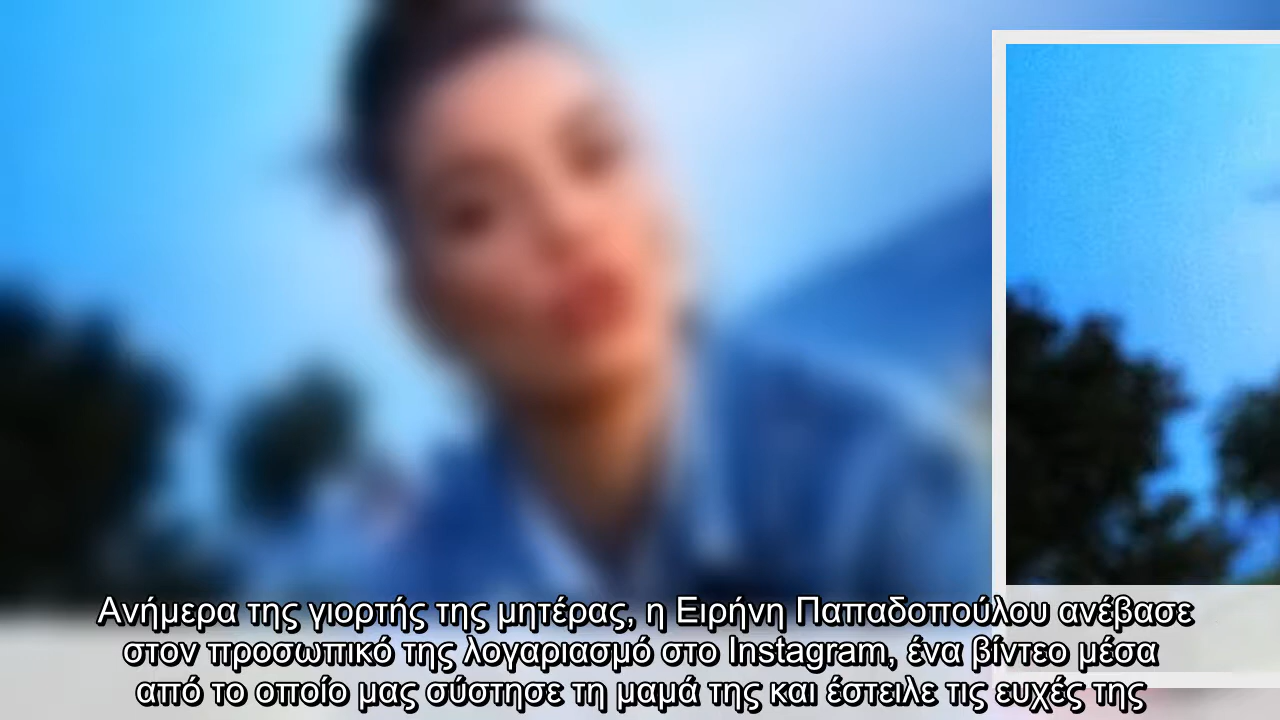 Ανήμερα της γιορτής της μητέρας, η Ειρήνη Παπαδοπούλου ανέβασε
στον προσωπικό της λογαριασμό στο Instagram, ένα βίντεο μέσα
από το οποίο μας σύστησε τη μαμά της και έστειλε τις ευχές της